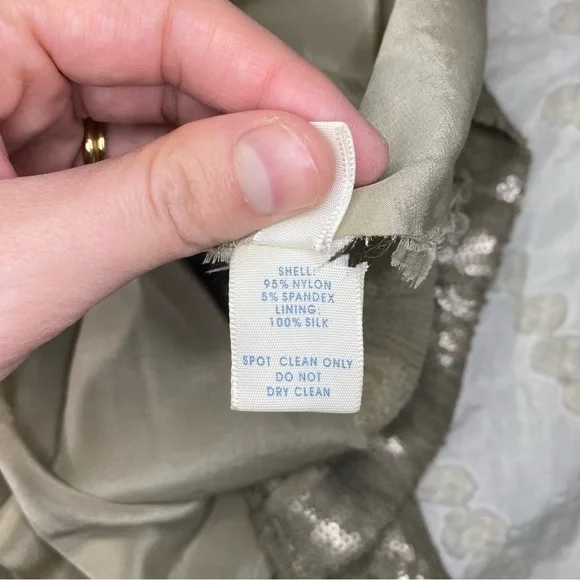 SHELL:
95% NYLON
5% SPANDEX
LINING:
100% SILK
SPOT CLEAN ONLY
DO NOT
DRY CLEAN